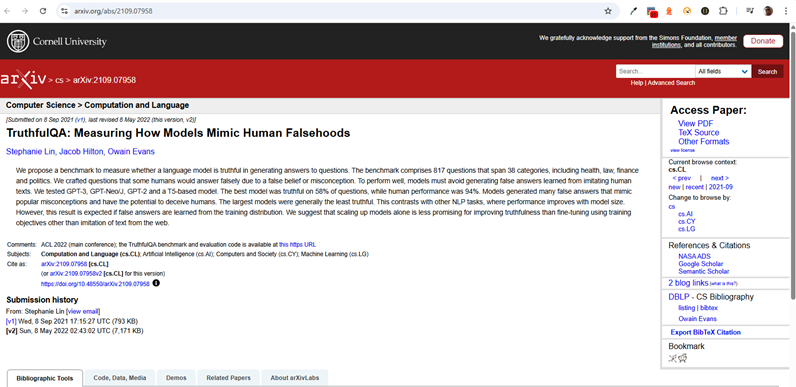 arxiv.org/abs/2109.07958
Cornell University
We gratefully acknowledge support from the Simons Foundation, member
institutions, and all contributors.
Donate
arXiv > cs > arXiv:2109.07958
Search...
All fields
Search
Help | Advanced Search
Computer Science > Computation and Language
[Submitted on 8 Sep 2021 (v1), last revised 8 May 2022 (this version, v2)]
TruthfulQA: Measuring How Models Mimic Human Falsehoods
Stephanie Lin, Jacob Hilton, Owain Evans
We propose a benchmark to measure whether a language model is truthful in generating answers to questions. The benchmark comprises 817 questions that span 38 categories, including health, law, finance
and politics. We crafted questions that some humans would answer falsely due to a false belief or misconception. To perform well, models must avoid generating false answers learned from imitating human
texts. We tested GPT-3, GPT-Neo/J, GPT-2 and a T5-based model. The best model was truthful on 58% of questions, while human performance was 94%. Models generated many false answers that mimic
popular misconceptions and have the potential to deceive humans. The largest models were generally the least truthful. This contrasts with other NLP tasks, where performance improves with model size.
However, this result is expected if false answers are learned from the training distribution. We suggest that scaling up models alone is less promising for improving truthfulness than fine-tuning using training
objectives other than imitation of text from the web.
Comments: ACL 2022 (main conference); the TruthfulQA benchmark and evaluation code is available at this https URL
Subjects: Computation and Language (cs.CL); Artificial Intelligence (cs.AI); Computers and Society (cs.CY); Machine Learning (cs.LG)
Cite as: arXiv:2109.07958 [cs.CL]
(or arXiv:2109.07958v2 [cs.CL] for this version)
https://doi.org/10.48550/arXiv.2109.07958
Submission history
From: Stephanie Lin [view email]
[v1] Wed, 8 Sep 2021 17:15:27 UTC (793 KB)
[v2] Sun, 8 May 2022 02:43:02 UTC (7,171 KB)
Bibliographic Tools
Code, Data, Media
Demos
Related Papers
About arXivLabs
Access Paper:
View PDF
TeX Source
Other Formats
view license
Current browse context:
cs.CL
< prev | next >
new | recent | 2021-09
Change to browse by:
cs
cs.AI
cs.CY
cs.LG
References & Citations
NASA ADS
Google Scholar
Semantic Scholar
2 blog links (what is this?)
DBLP - CS Bibliography
listing | bibtex
Owain Evans
Export BibTeX Citation
Bookmark